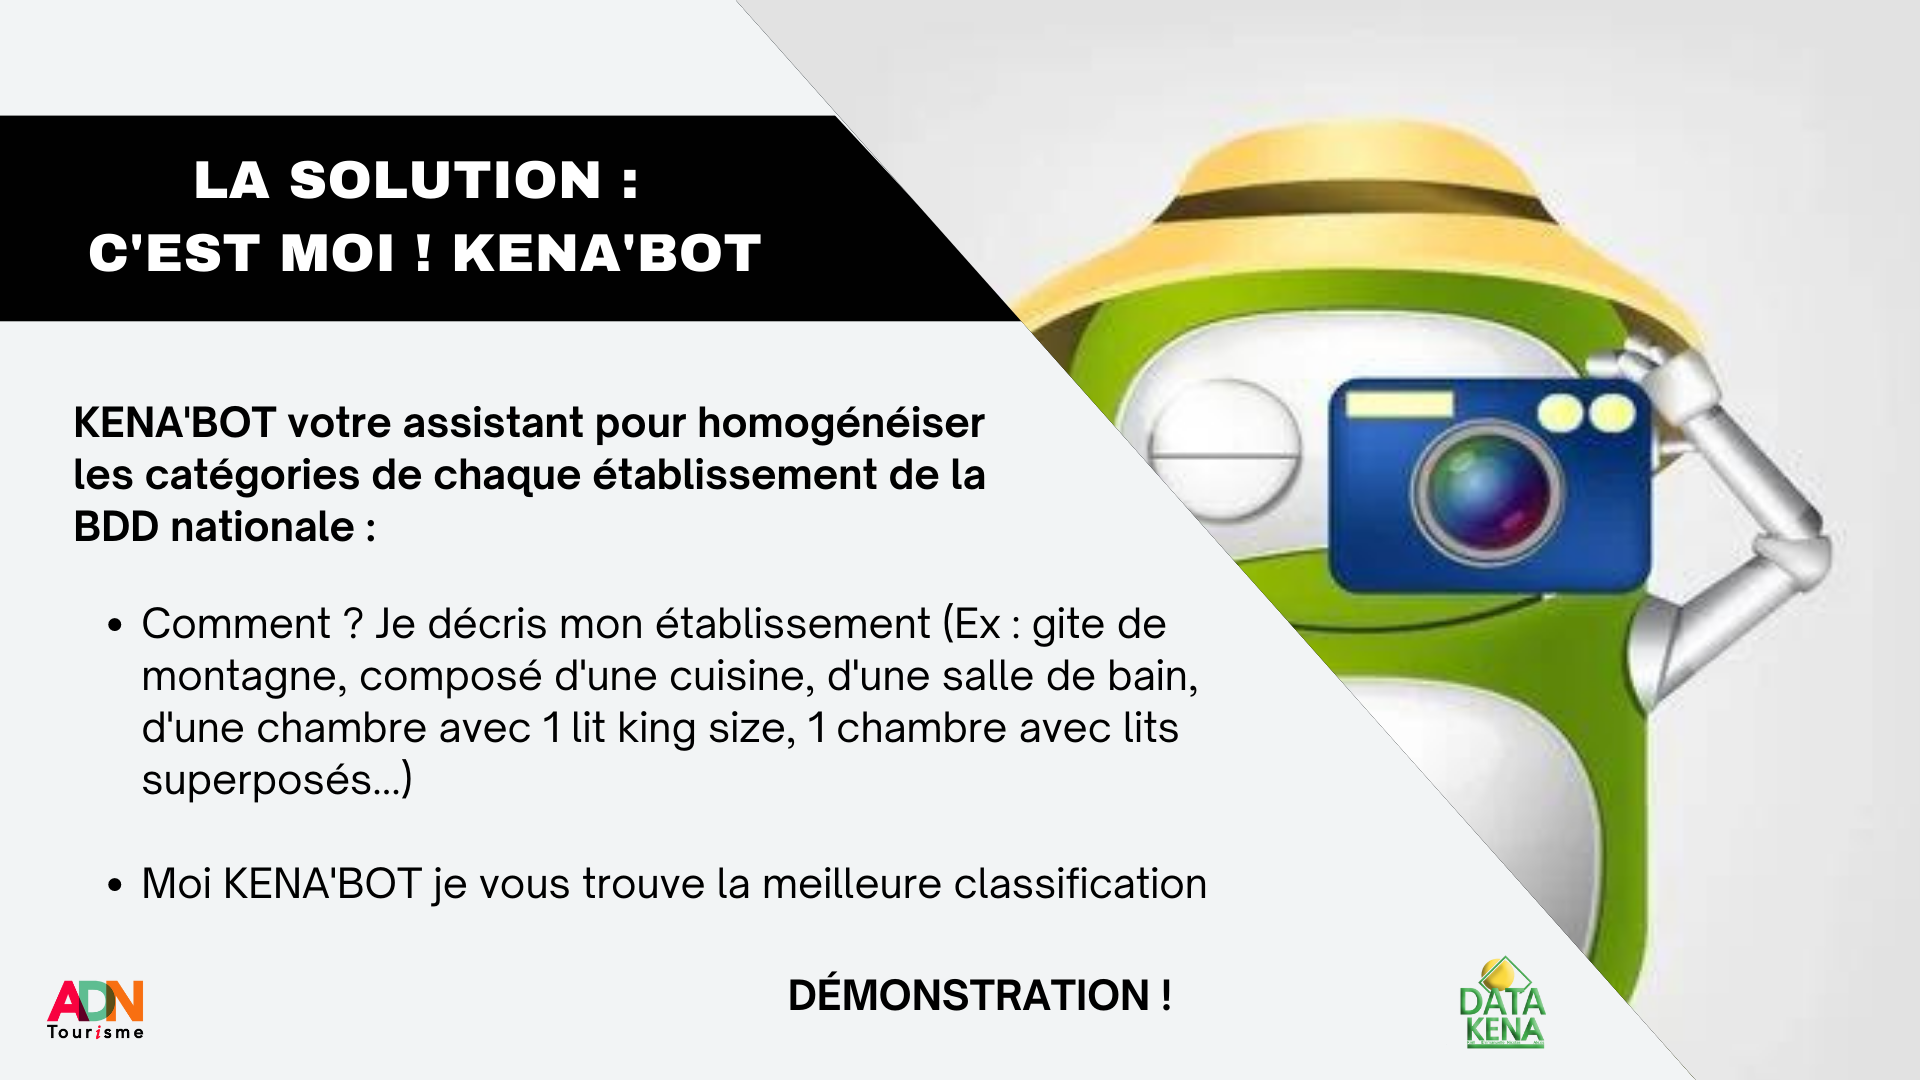 LA SOLUTION :
C'EST MOI ! KENA'BOT
KENA'BOT votre assistant pour homogénéiser
les catégories de chaque établissement de la
BDD nationale :
• Comment ? Je décris mon établissement (Ex : gite de
montagne, composé d'une cuisine, d'une salle de bain,
d'une chambre avec 1 lit king size, 1 chambre avec lits
superposés...)
• Moi KENA'BOT je vous trouve la meilleure classification
DÉMONSTRATION !
ADN
Tourisme
DATA
KENA